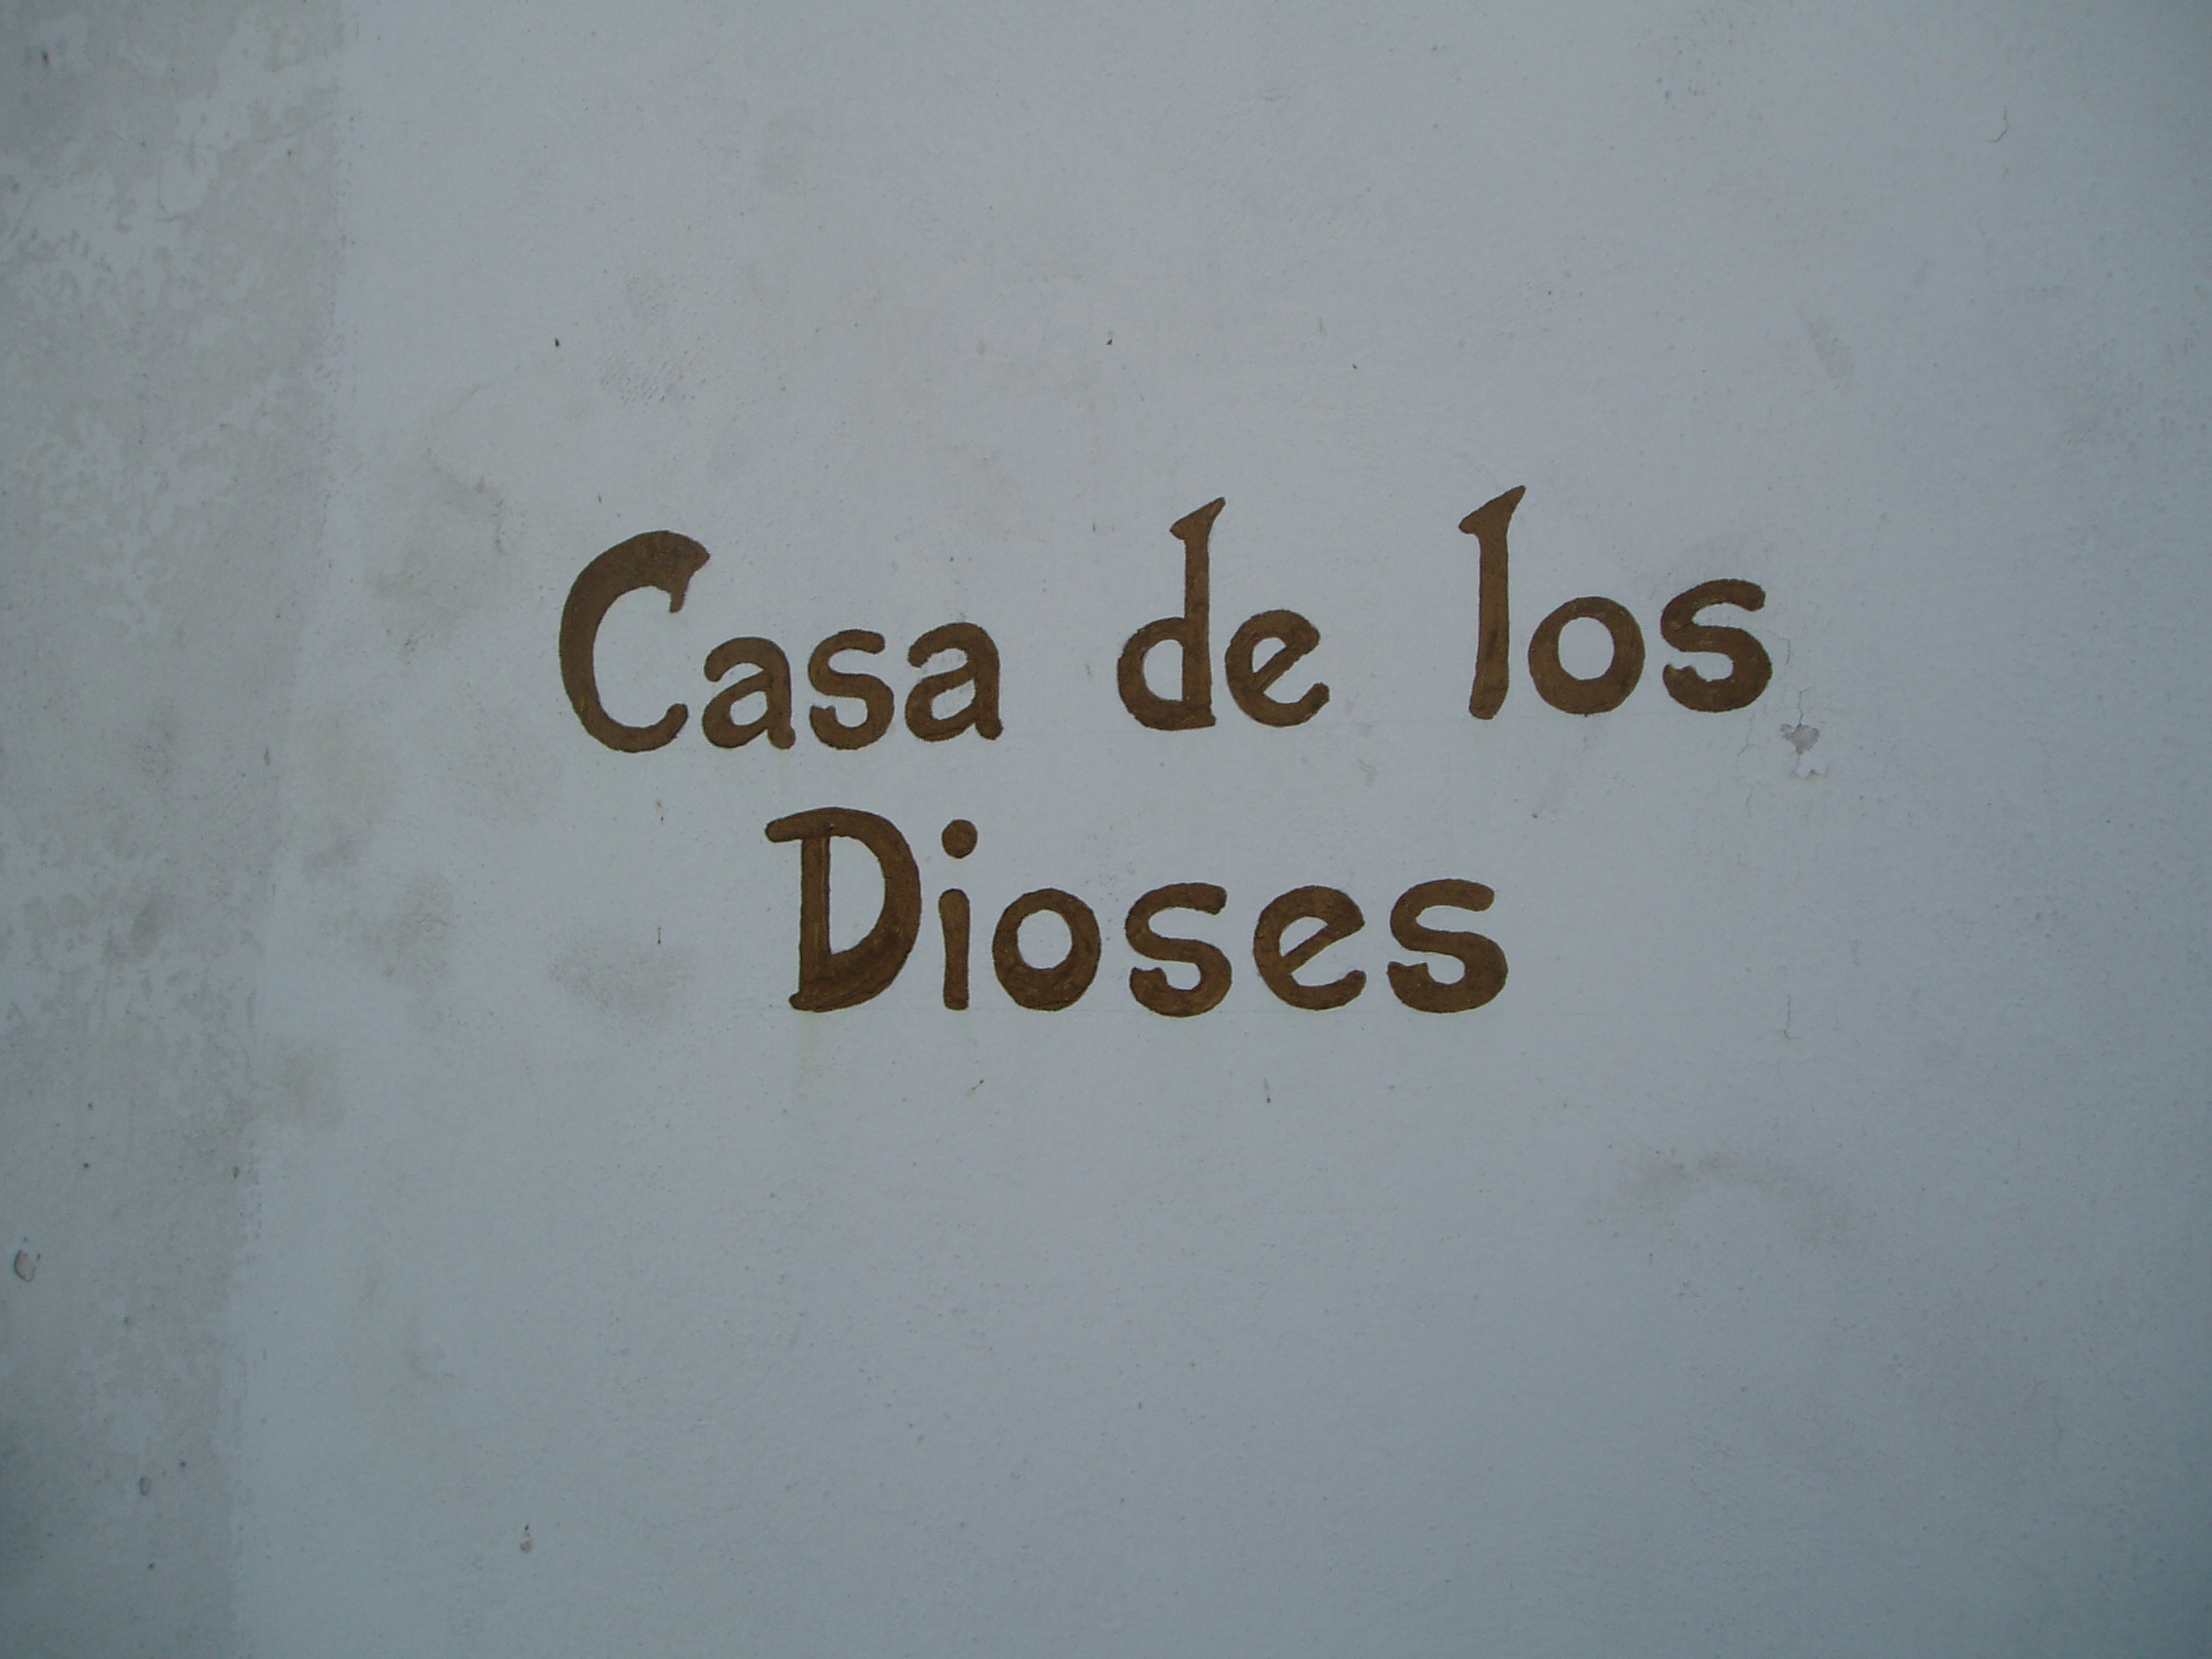 Casa de los
Dioses